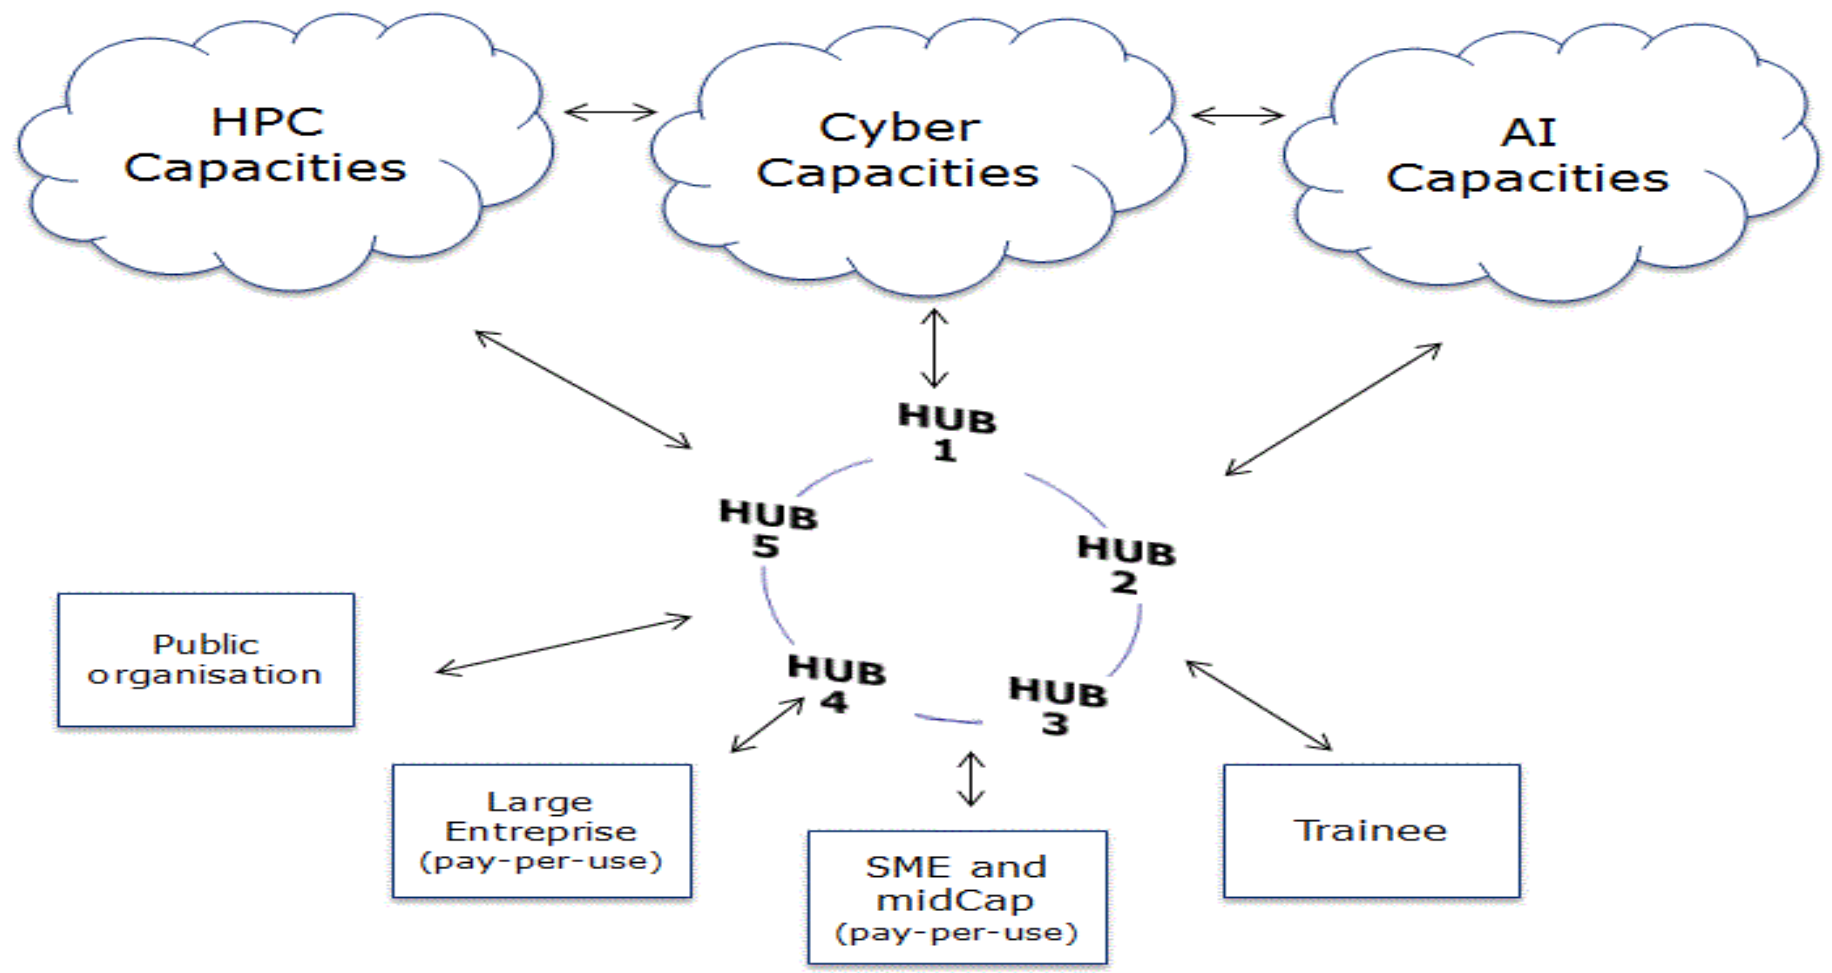 HPC
Capacities
Cyber
Capacities
AI
Capacities
HUB
1
HUB
5
HUB
2
HUB
4
HUB
3
Public
organisation
Large
Entreprise
(pay-per-use)
SME and
midCap
(pay-per-use)
Trainee